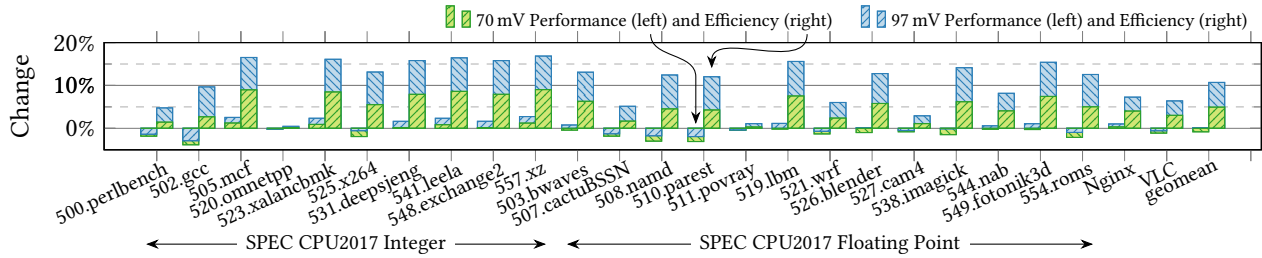 70 mV Performance (left) and Efficiency (right)
97 mV Performance (left) and Efficiency (right)
Change
20%
10%
0%
500.perlbench
502.gcc
505.mcf
520.omnetpp
523.xalancbmk
525.x264
531.deepsjeng
541.leela
548.exchange2
557.xz
503.bwaves
507.cactuBSSN
508.namd
510.parest
511.povray
519.lbm
521.wrf
526.blender
527.cam4
538.imagick
544.nab
549.fotonik3d
554.roms
Nginx
VLC
geomean
SPEC CPU2017 Integer
SPEC CPU2017 Floating Point